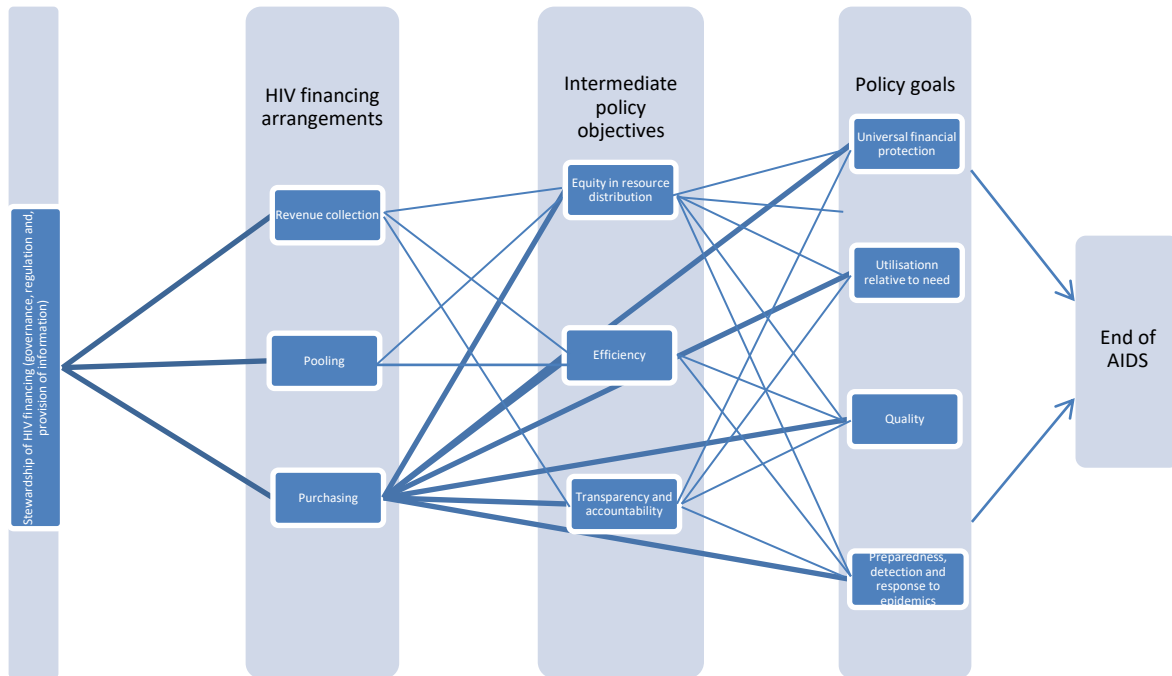 Stewardship of HIV financing (governance, regulation and,
provision of information)
HIV financing
arrangements
Revenue collection
Pooling
Purchasing
Intermediate
policy
objectives
Equity in resource
distribution
Efficiency
Transparency and
accountability
Policy goals
Universal financial
protection
Utilisationn
relative to need
Quality
Preparedness,
detection and
response to
epidemics
End of
AIDS